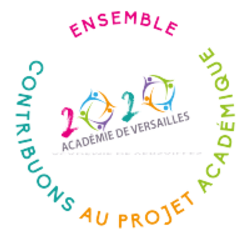 ENSEMBLE
CONTRIBUONS AU PROJET ACADÉMIQUE
2020
ACADÉMIE DE VERSAILLES